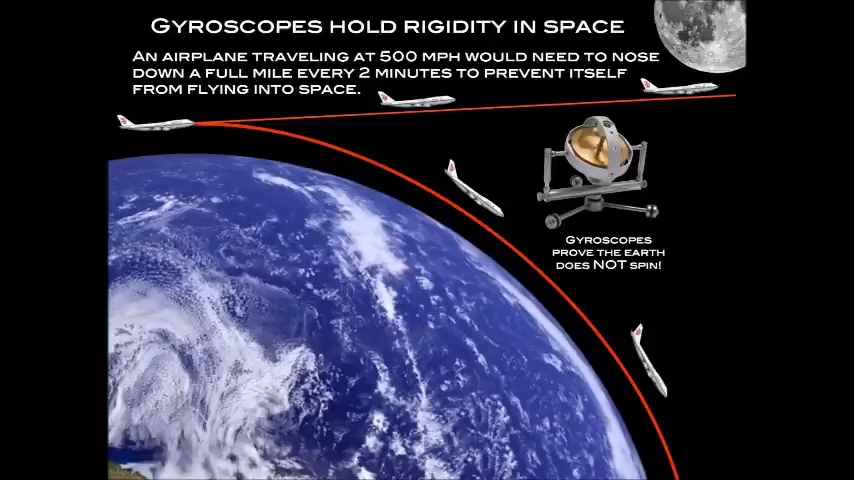 Gyroscopes hold rigidity in space
An airplane traveling at 500 mph would need to nose
down a full mile every 2 minutes to prevent itself
from flying into space.
Gyroscopes
prove the earth
does NOT spin!